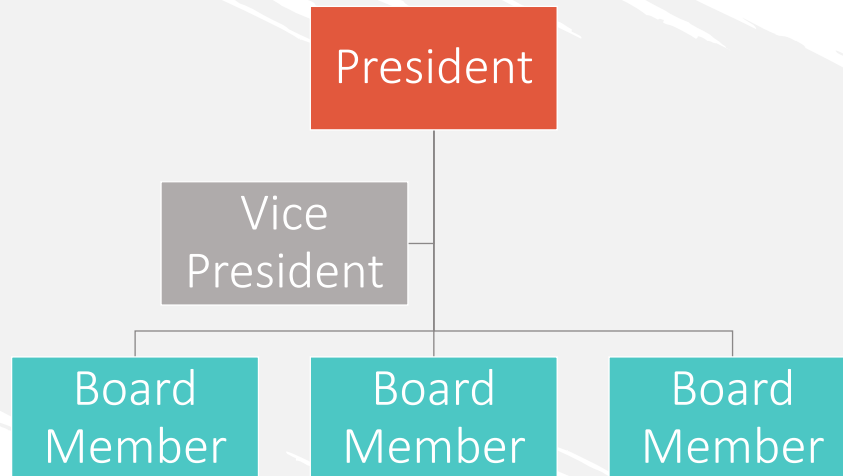 President
Vice
President
Board
Member
Board
Member
Board
Member